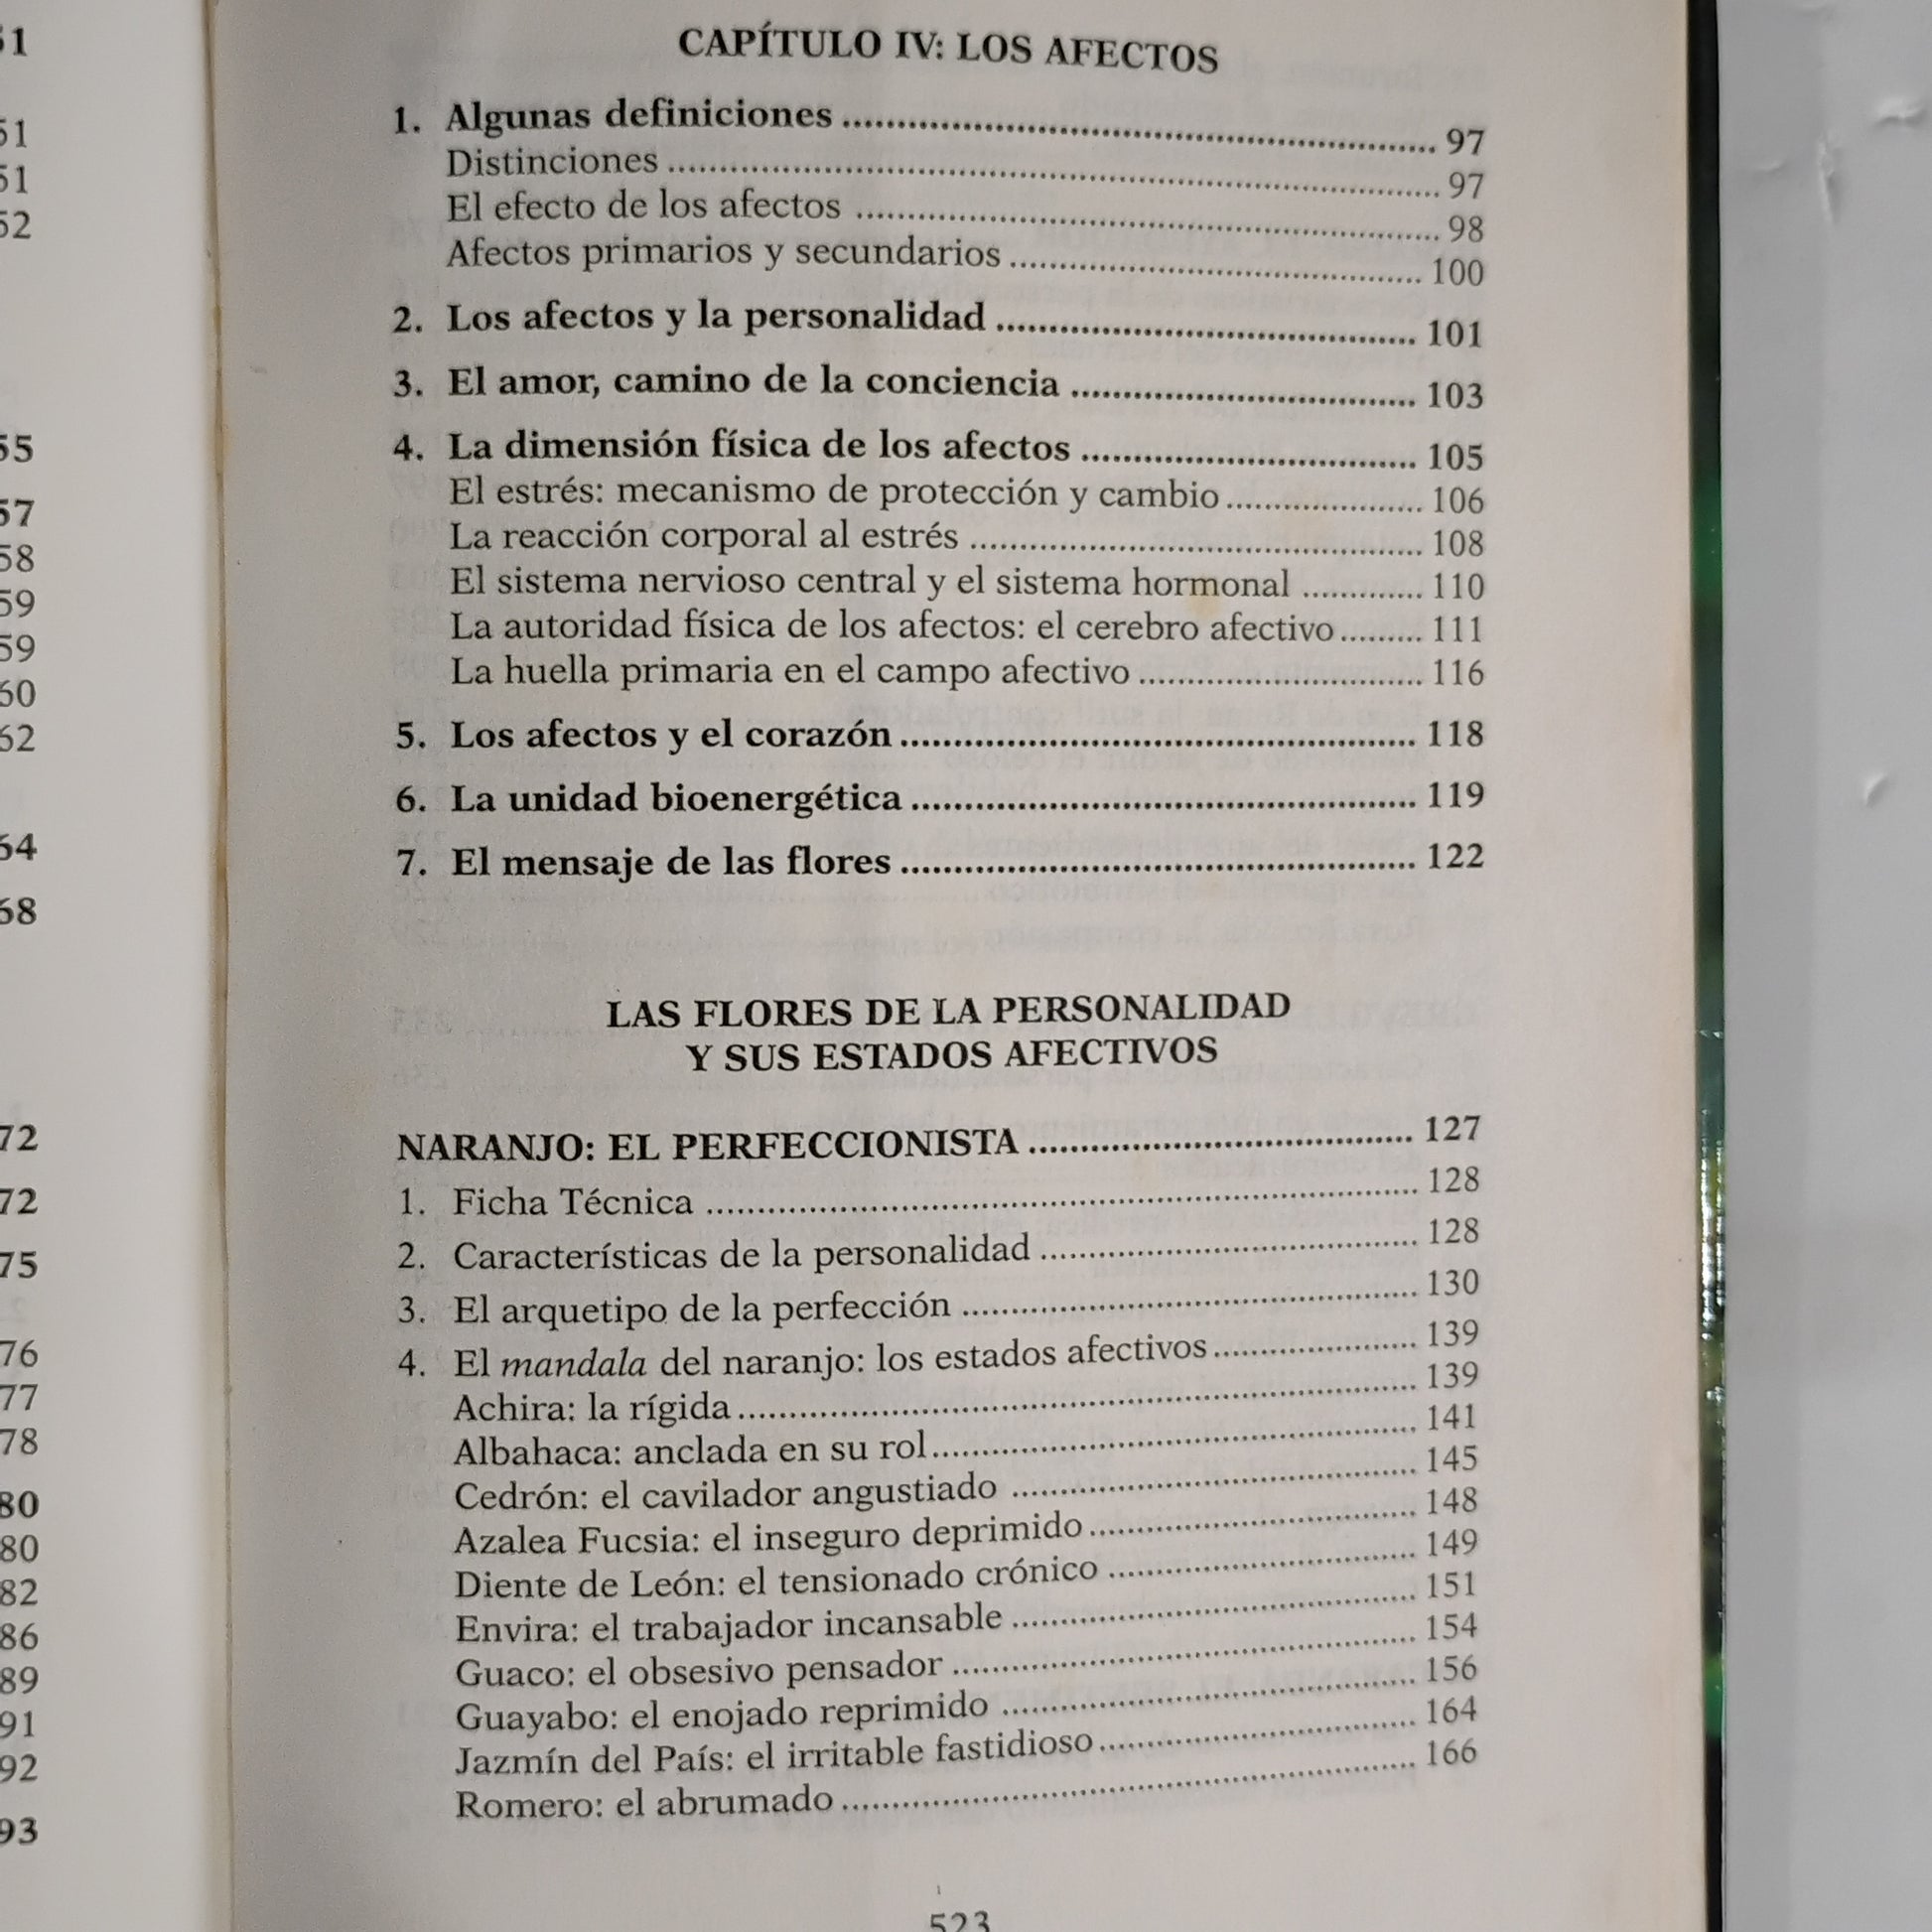 CAPÍTULO IV: LOS AFECTOS
1. Algunas definiciones ........ 97
Distinciones ........ 97
El efecto de los afectos ........ 98
Afectos primarios y secundarios ........ 100
2. Los afectos y la personalidad ........ 101
3. El amor, camino de la conciencia ........ 103
4. La dimensión física de los afectos ........ 105
El estrés: mecanismo de protección y cambio ........ 106
La reacción corporal al estrés ........ 108
El sistema nervioso central y el sistema hormonal ........ 110
La autoridad física de los afectos: el cerebro afectivo ........ 111
La huella primaria en el campo afectivo ........ 116
5. Los afectos y el corazón ........ 118
6. La unidad bioenergética ........ 119
7. El mensaje de las flores ........ 122
LAS FLORES DE LA PERSONALIDAD
Y SUS ESTADOS AFECTIVOS
NARANJO: EL PERFECCIONISTA ........ 127
1. Ficha Técnica ........ 128
2. Características de la personalidad ........ 128
3. El arquetipo de la perfección ........ 130
4. El mandala del naranjo: los estados afectivos ........ 139
Achira: la rígida ........ 139
Albahaca: anclada en su rol ........ 141
Cedrón: el cavilador angustiado ........ 145
Azalea Fucsia: el inseguro deprimido ........ 148
Diente de León: el tensionado crónico ........ 149
Envira: el trabajador incansable ........ 151
Guaco: el obsesivo pensador ........ 154
Guayabo: el enojado reprimido ........ 156
Jazmín del País: el irritable fastidioso ........ 164
Romero: el abrumado ........ 166
523